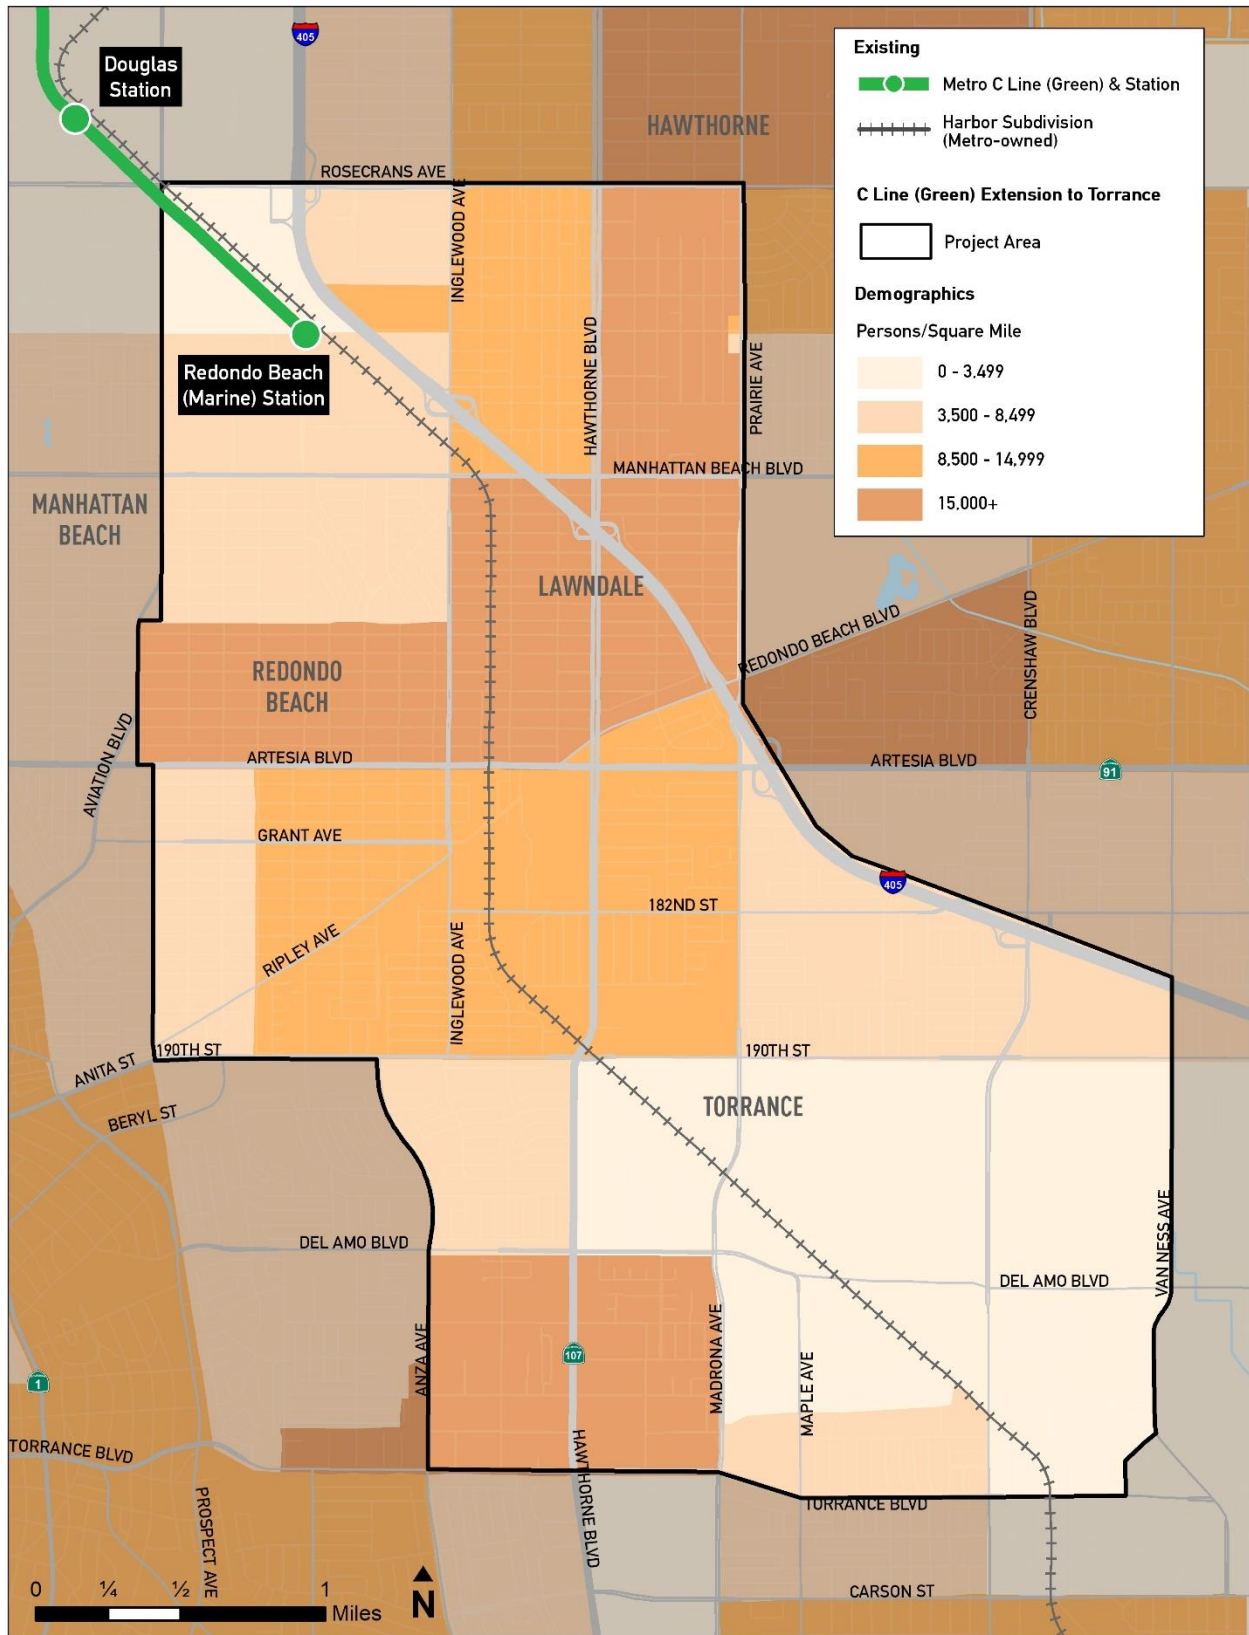 405
Douglas
Station
HAWTHORNE
ROSECRANS AVE
INGLEWOOD AVE
HAWTHORNE BLVD
PRAIRIE AVE
Redondo Beach
(Marine) Station
MANHATTAN BEACH BLVD
MANHATTAN
BEACH
LAWNDALE
REDONDO BEACH BLVD
CRENSHAW BLVD
REDONDO
BEACH
AVIATION BLVD
ARTESIA BLVD
ARTESIA BLVD
91
GRANT AVE
405
182ND ST
RIPLEY AVE
INGLEWOOD AVE
190TH ST
190TH ST
ANITA ST
BERYL ST
TORRANCE
DEL AMO BLVD
VAN NESS AVE
DEL AMO BLVD
ANZA AVE
107
MADRONA AVE
MAPLE AVE
1
TORRANCE BLVD
PROSPECT AVE
HAWTHORNE BLVD
TORRANCE BLVD
CARSON ST
0 ¼ ½ 1
Miles
N
Existing
Metro C Line (Green) & Station
Harbor Subdivision
(Metro-owned)
C Line (Green) Extension to Torrance
Project Area
Demographics
Persons/Square Mile
0 - 3,499
3,500 - 8,499
8,500 - 14,999
15,000+